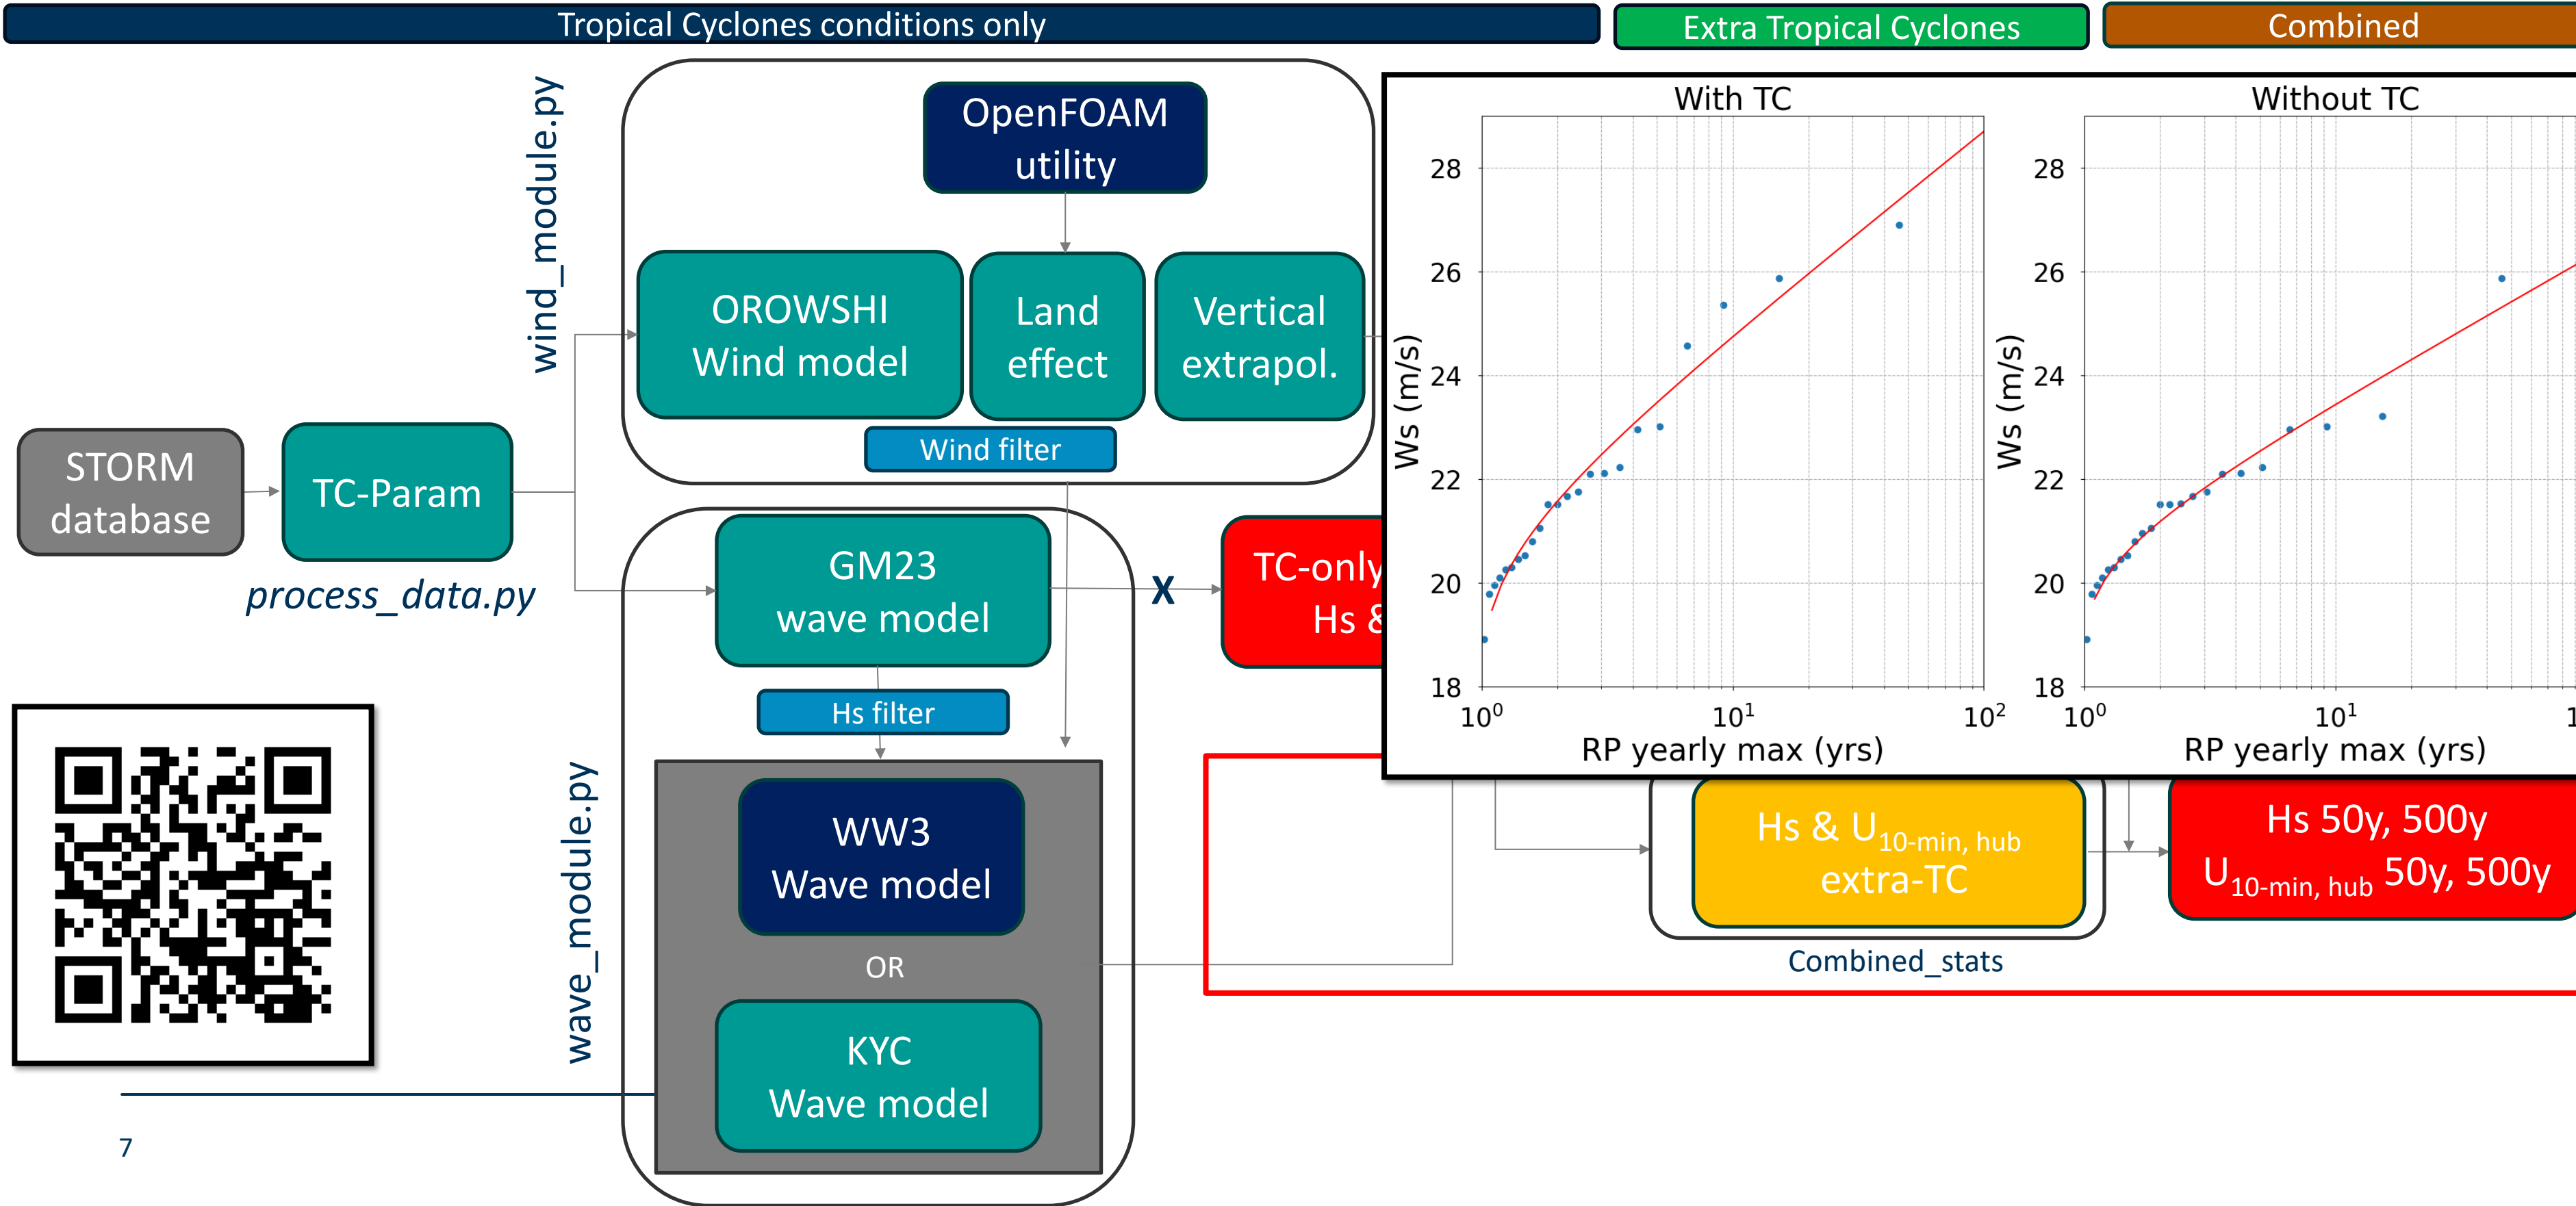 Tropical Cyclones conditions only
Extra Tropical Cyclones
Combined
wind_module.py
OpenFOAM
utility
OROWSHI
Wind model
Land
effect
Vertical
extrapol.
Wind filter
STORM
database
TC-Param
process_data.py
GM23
wave model
X
TC-only
Hs &
Hs filter
wave_module.py
WW3
Wave model
OR
KYC
Wave model
With TC
Ws (m/s)
28
26
24
22
20
18
10⁰
10¹
10²
RP yearly max (yrs)
Without TC
Ws (m/s)
28
26
24
22
20
18
10⁰
10¹
RP yearly max (yrs)
Hs & U10-min, hub
extra-TC
Combined_stats
Hs 50y, 500y
U10-min, hub 50y, 500y
7